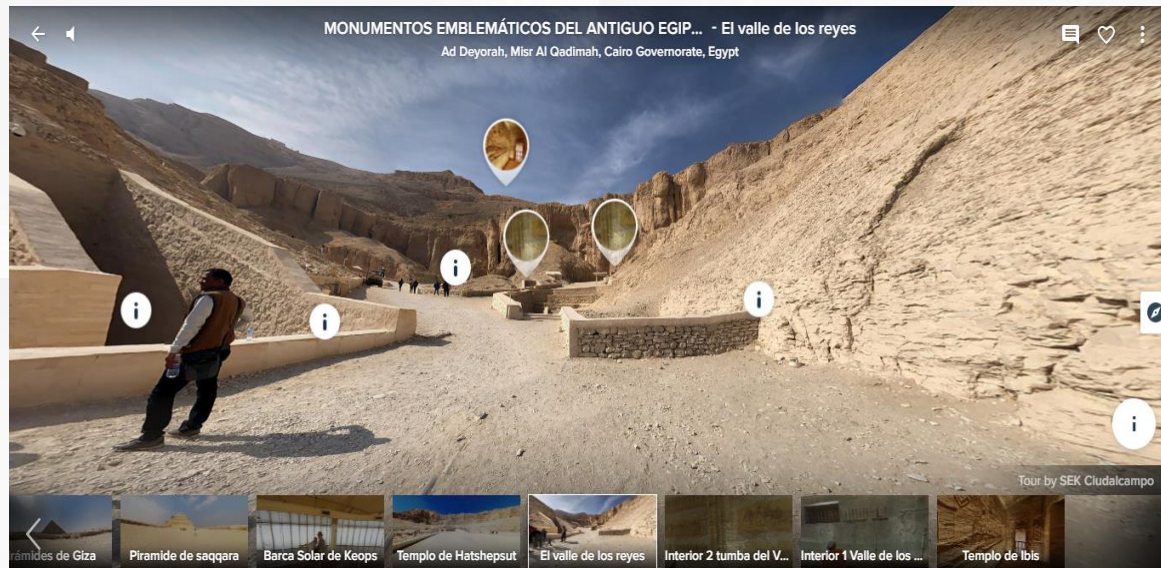 MONUMENTOS EMBLEMÁTICOS DEL ANTIGUO EGIP... - El valle de los reyes
Ad Deyorah, Misr Al Qadimah, Cairo Governorate, Egypt
i
i
i
i
i
Tour by SEK Ciudalcampo
rámides de Giza
Piramide de saqqara
Barca Solar de Keops
Templo de Hatshepsut
El valle de los reyes
Interior 2 tumba del V...
Interior 1 Valle de los ...
Templo de Ibis